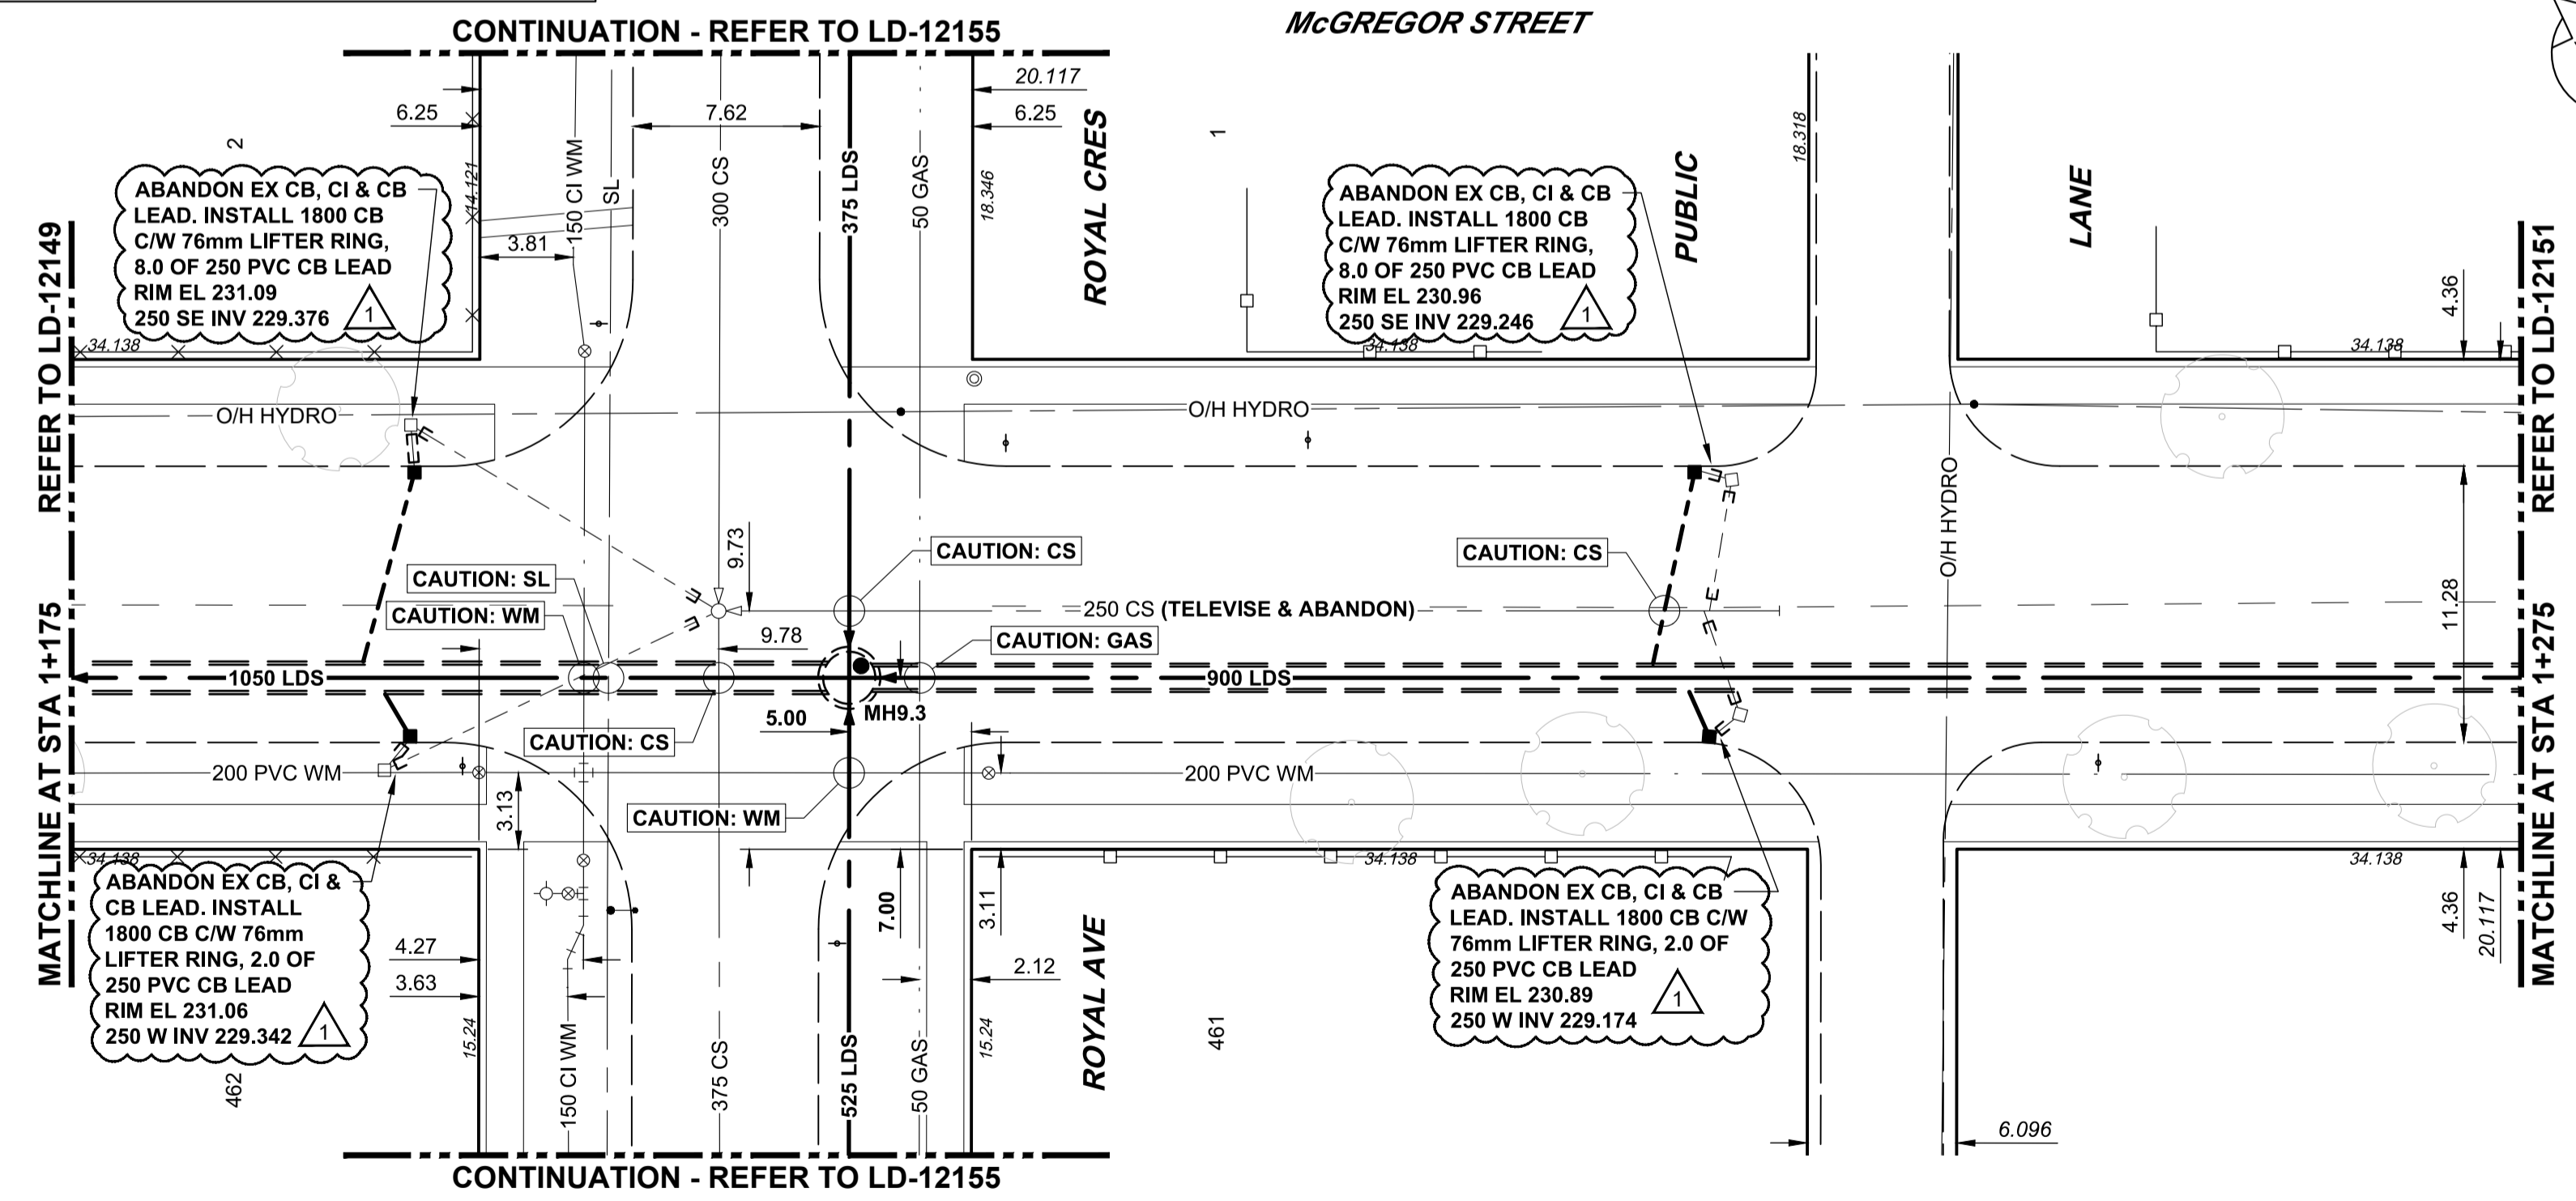 CONTINUATION - REFER TO LD-12155
McGREGOR STREET
20.117
6.25
7.62
6.25
2
1
14.121
150 CI WM
SL
300 CS
375 LDS
50 GAS
18.346
ROYAL CRES
PUBLIC
18.318
LANE
ABANDON EX CB, CI & CB
LEAD. INSTALL 1800 CB
C/W 76mm LIFTER RING,
8.0 OF 250 PVC CB LEAD
RIM EL 231.09
250 SE INV 229.376
1
3.81
ABANDON EX CB, CI & CB
LEAD. INSTALL 1800 CB
C/W 76mm LIFTER RING,
8.0 OF 250 PVC CB LEAD
RIM EL 230.96
250 SE INV 229.246
1
4.36
34.138
34.138
34.138
MATCHLINE AT STA 1+175 REFER TO LD-12149
MATCHLINE AT STA 1+275 REFER TO LD-12151
O/H HYDRO
O/H HYDRO
O/H HYDRO
9.73
CAUTION: CS
CAUTION: CS
CAUTION: SL
CAUTION: WM
250 CS (TELEVISE & ABANDON)
11.28
9.78
CAUTION: GAS
1050 LDS
900 LDS
5.00
MH9.3
CAUTION: CS
200 PVC WM
200 PVC WM
3.13
CAUTION: WM
34.138
34.138
34.138
ABANDON EX CB, CI &
CB LEAD. INSTALL
1800 CB C/W 76mm
LIFTER RING, 2.0 OF
250 PVC CB LEAD
RIM EL 231.06
250 W INV 229.342
1
4.27
3.63
7.00
3.11
2.12
ABANDON EX CB, CI & CB
LEAD. INSTALL 1800 CB C/W
76mm LIFTER RING, 2.0 OF
250 PVC CB LEAD
RIM EL 230.89
250 W INV 229.174
1
4.36
20.117
462
15.24
150 CI WM
375 CS
525 LDS
50 GAS
15.24
ROYAL AVE
461
6.096
CONTINUATION - REFER TO LD-12155